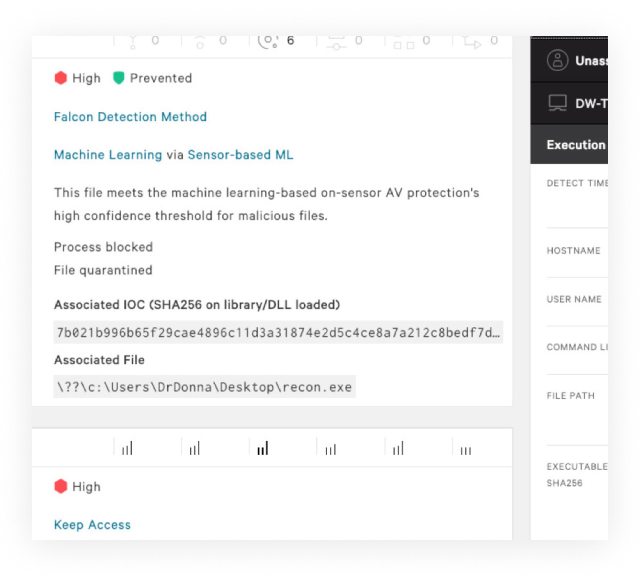 0 0 6 0 0 0
High Prevented
Falcon Detection Method
Machine Learning via Sensor-based ML
This file meets the machine learning-based on-sensor AV protection's
high confidence threshold for malicious files.
Process blocked
File quarantined
Associated IOC (SHA256 on library/DLL loaded)
7b021b996b65f29cae4896c11d3a31874e2d5c4ce8a7a212c8bedf7d…
Associated File
\??\c:\Users\DrDonna\Desktop\recon.exe
High
Keep Access
Unass
DW-T
Execution
DETECT TIME
HOSTNAME
USER NAME
COMMAND LI
FILE PATH
EXECUTABLE
SHA256